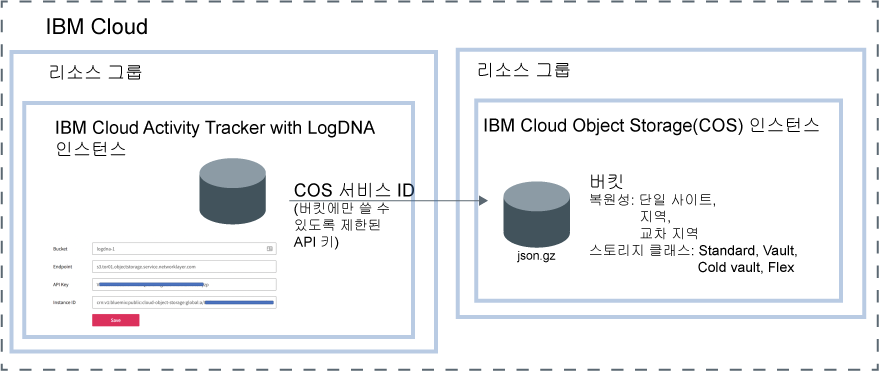 IBM Cloud
리소스 그룹
IBM Cloud Activity Tracker with LogDNA
인스턴스
COS 서비스 ID
(버킷에만 쓸 수
있도록 제한된
API 키)
Bucket
logdna-1
Endpoint
s3.tor01.objectstorage.service.networklayer.com
API Key
Instance ID
crn:v1:bluemix:public:cloud-object-storage:global:a/
Save
리소스 그룹
IBM Cloud Object Storage(COS) 인스턴스
json.gz
버킷
복원성: 단일 사이트,
지역,
교차 지역
스토리지 클래스: Standard, Vault,
Cold vault, Flex